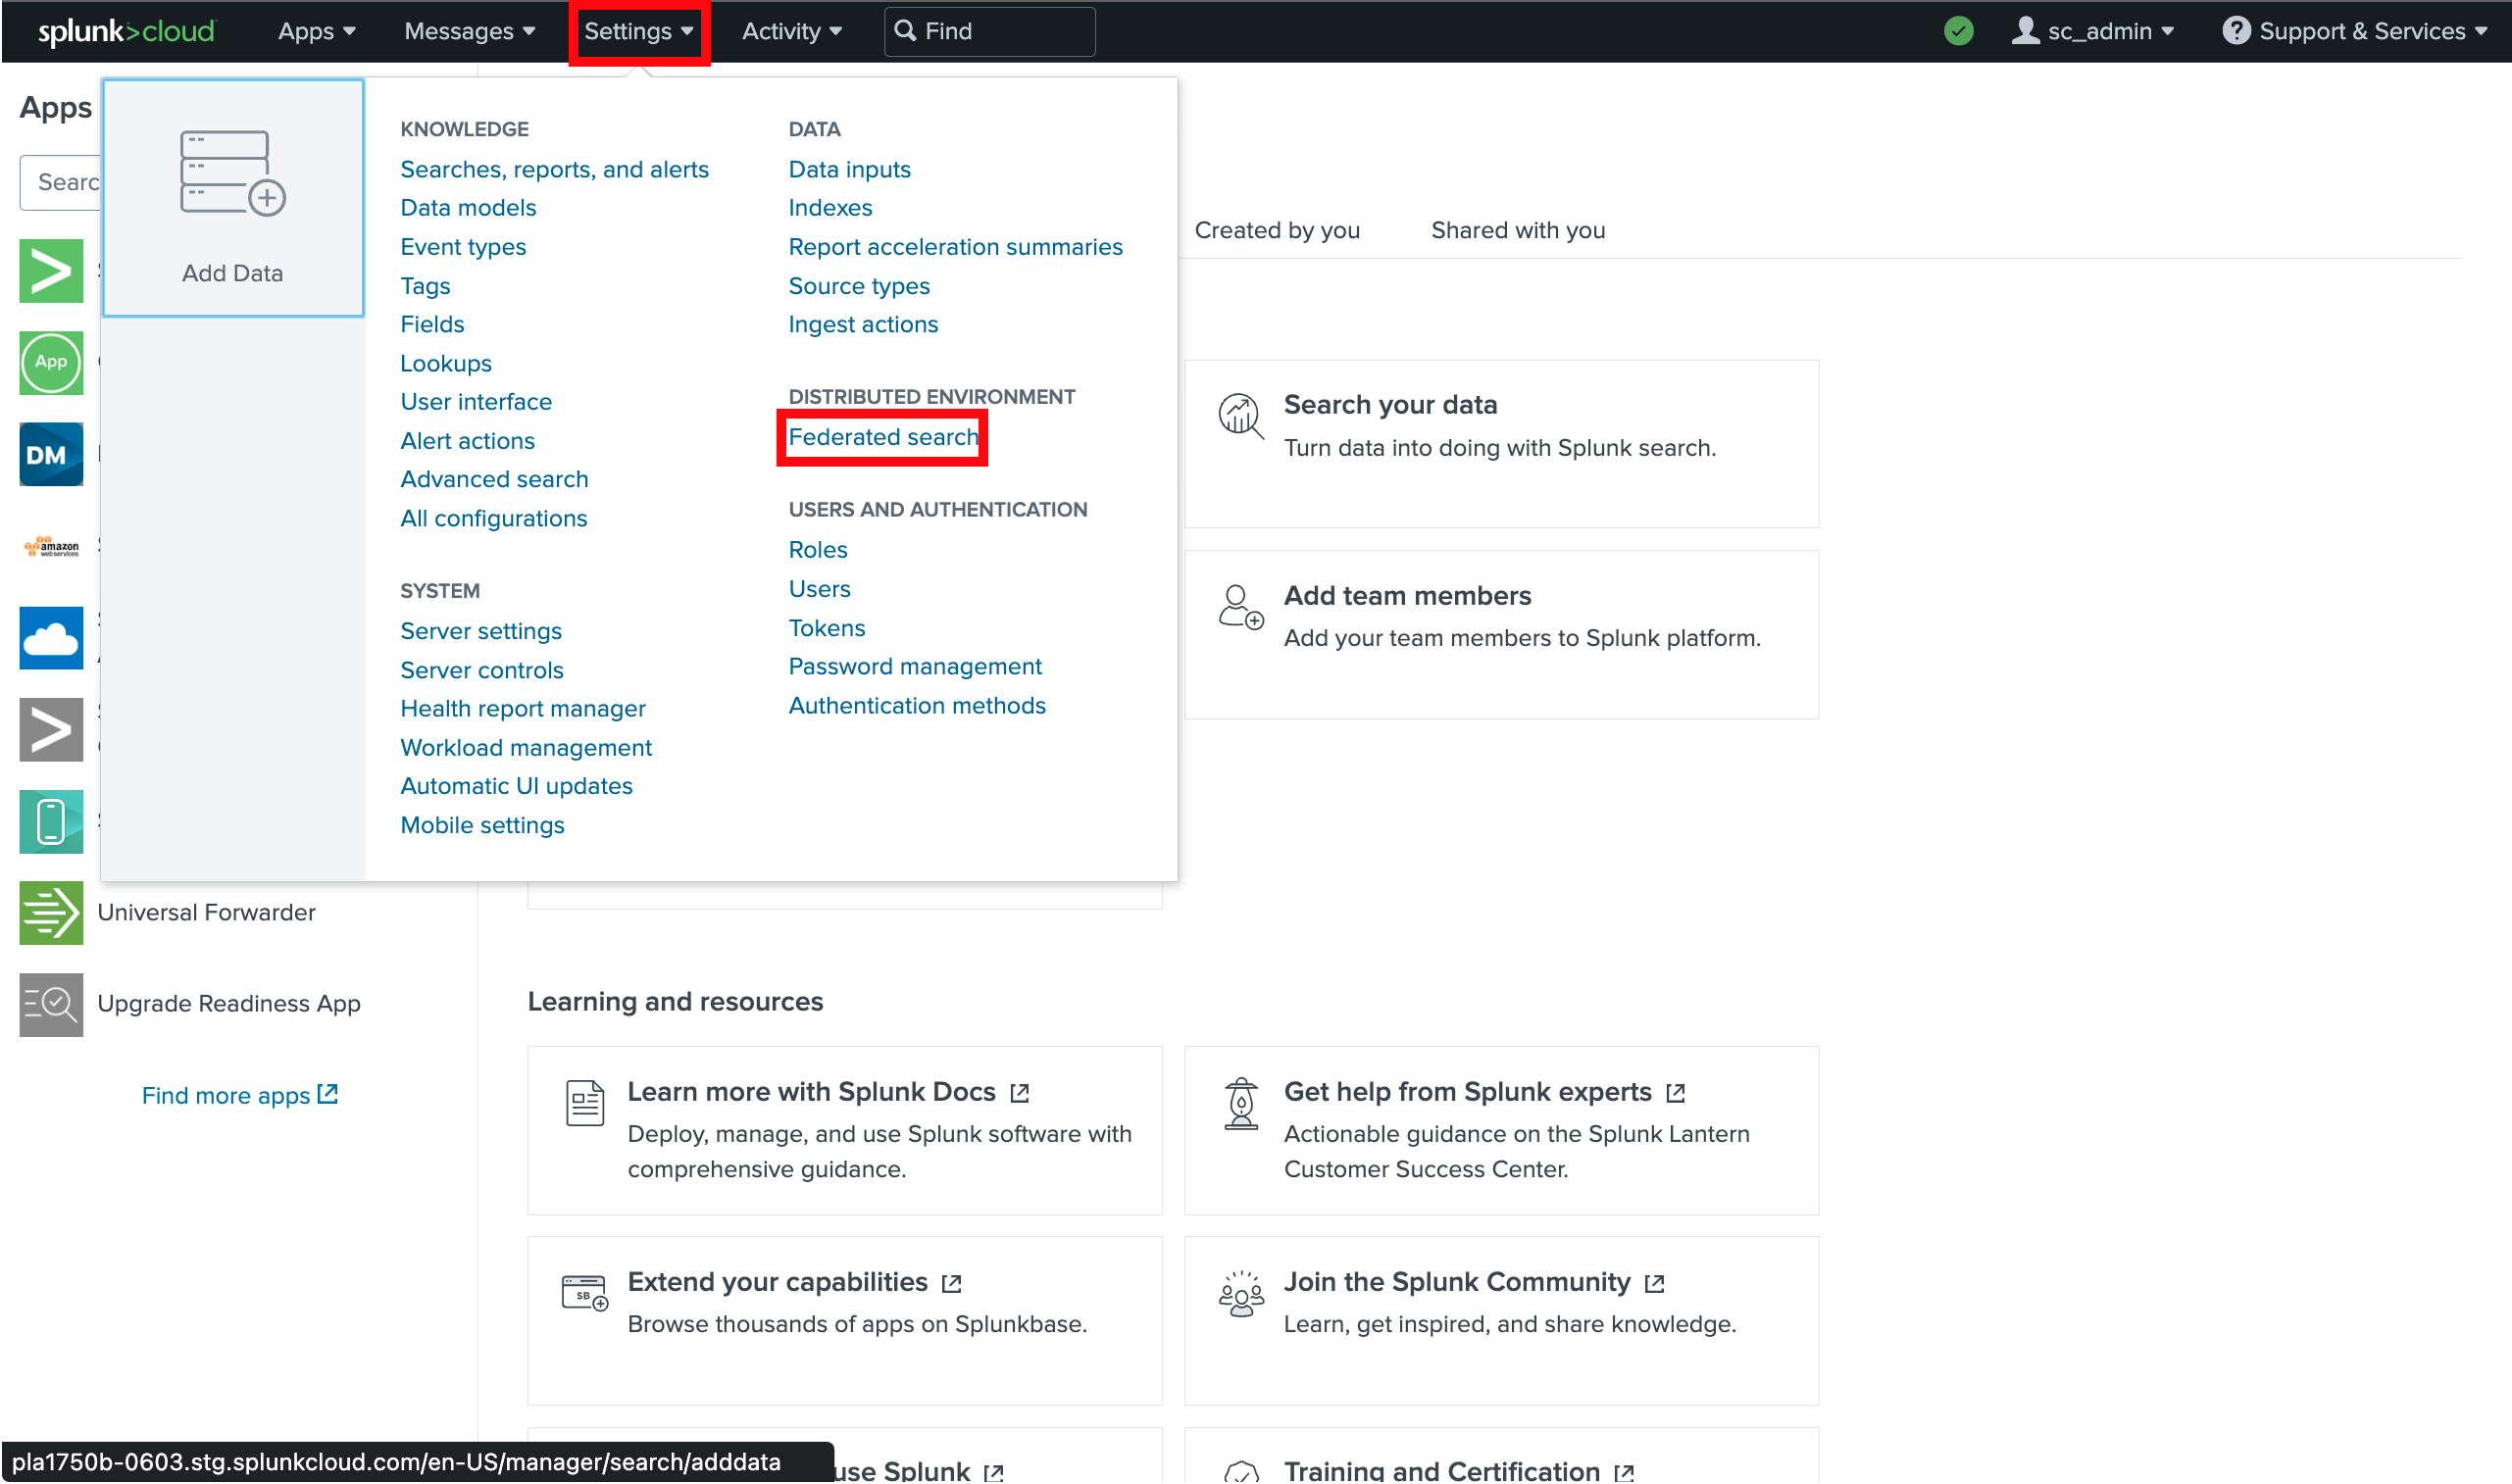 splunk>cloud
Apps
Messages
Settings
Activity
Find
sc_admin
Support & Services
Apps
Searc
Add Data
KNOWLEDGE
Searches, reports, and alerts
Data models
Event types
Tags
Fields
Lookups
User interface
Alert actions
Advanced search
All configurations
SYSTEM
Server settings
Server controls
Health report manager
Workload management
Automatic UI updates
Mobile settings
DATA
Data inputs
Indexes
Report acceleration summaries
Source types
Ingest actions
DISTRIBUTED ENVIRONMENT
Federated search
USERS AND AUTHENTICATION
Roles
Users
Tokens
Password management
Authentication methods
App
DM
amazon
web services
Universal Forwarder
Upgrade Readiness App
Find more apps
Created by you
Shared with you
Search your data
Turn data into doing with Splunk search.
Add team members
Add your team members to Splunk platform.
Learning and resources
Learn more with Splunk Docs
Deploy, manage, and use Splunk software with
comprehensive guidance.
Get help from Splunk experts
Actionable guidance on the Splunk Lantern
Customer Success Center.
SB
Extend your capabilities
Browse thousands of apps on Splunkbase.
Join the Splunk Community
Learn, get inspired, and share knowledge.
use Splunk
Training and Certification
pla1750b-0603.stg.splunkcloud.com/en-US/manager/search/adddata